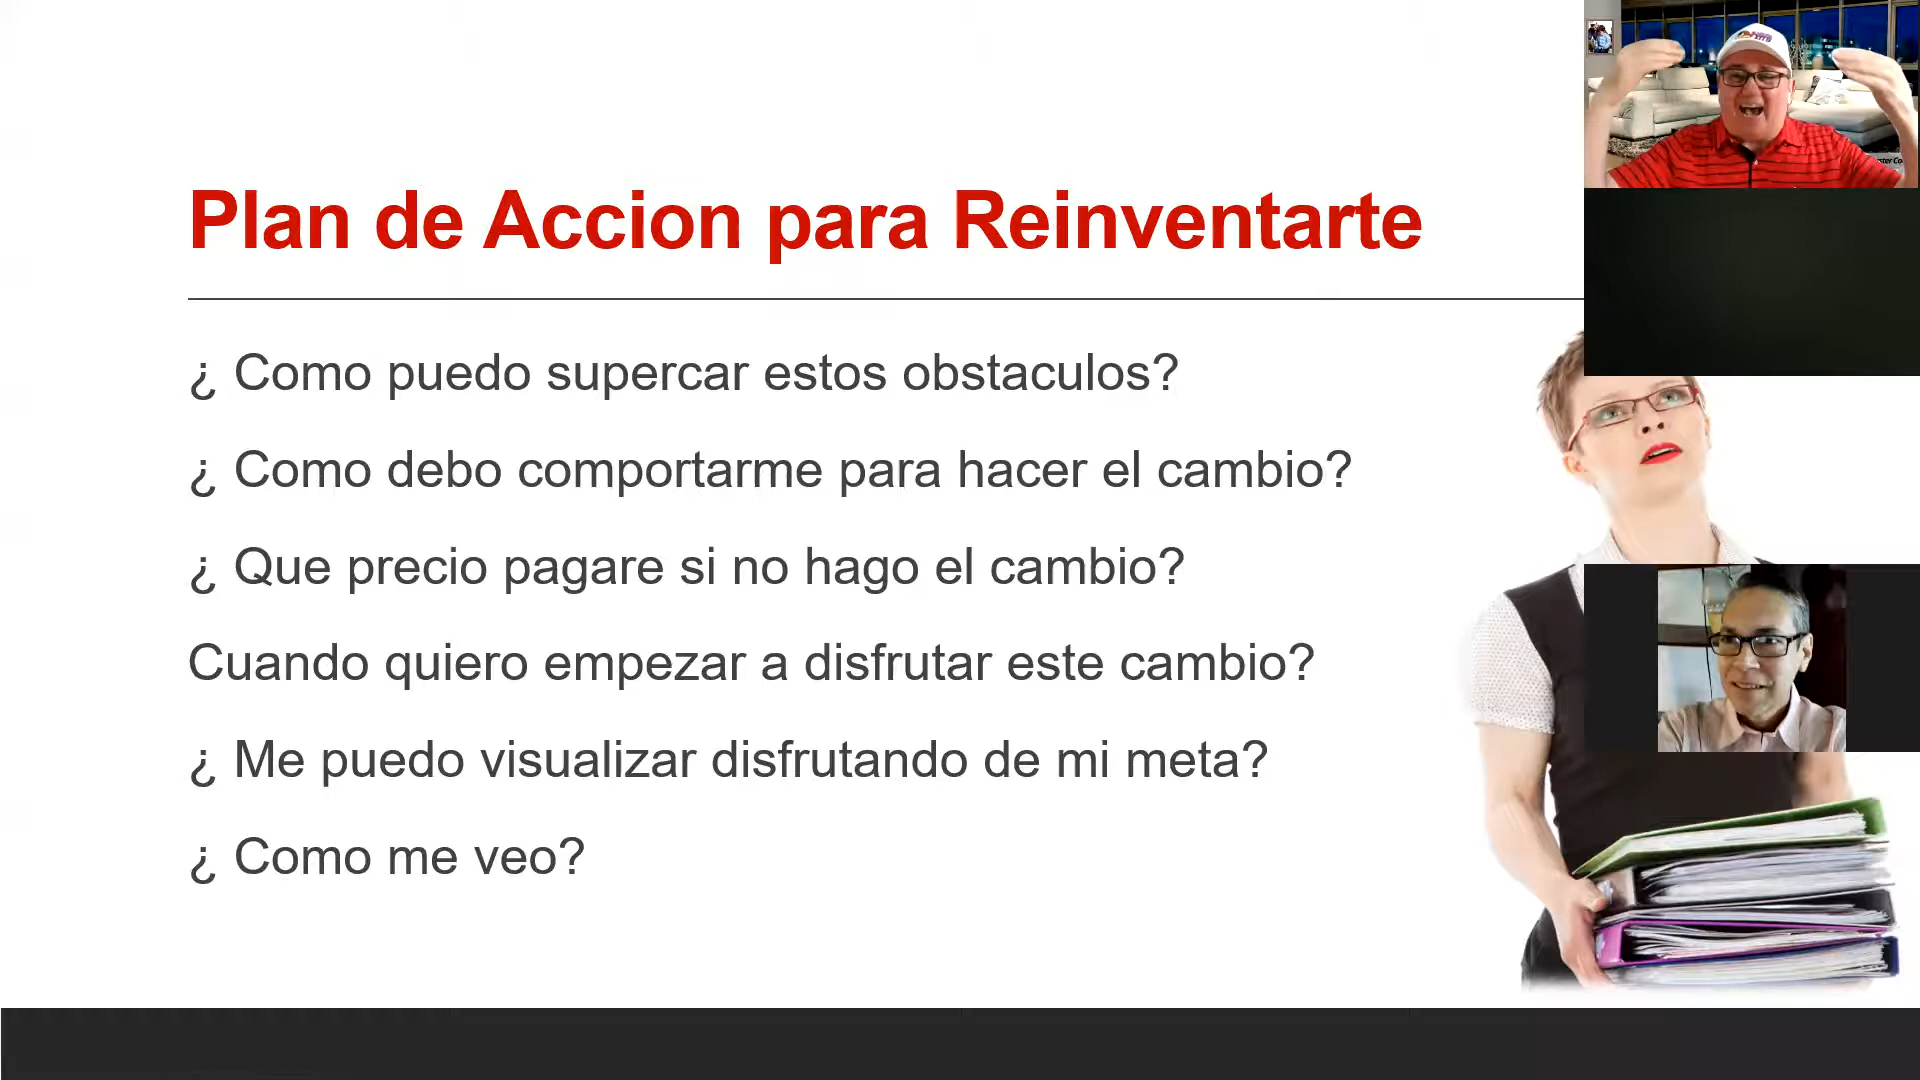 Plan de Accion para Reinventarte
¿ Como puedo supercar estos obstaculos?
¿ Como debo comportarme para hacer el cambio?
¿ Que precio pagare si no hago el cambio?
Cuando quiero empezar a disfrutar este cambio?
¿ Me puedo visualizar disfrutando de mi meta?
¿ Como me veo?